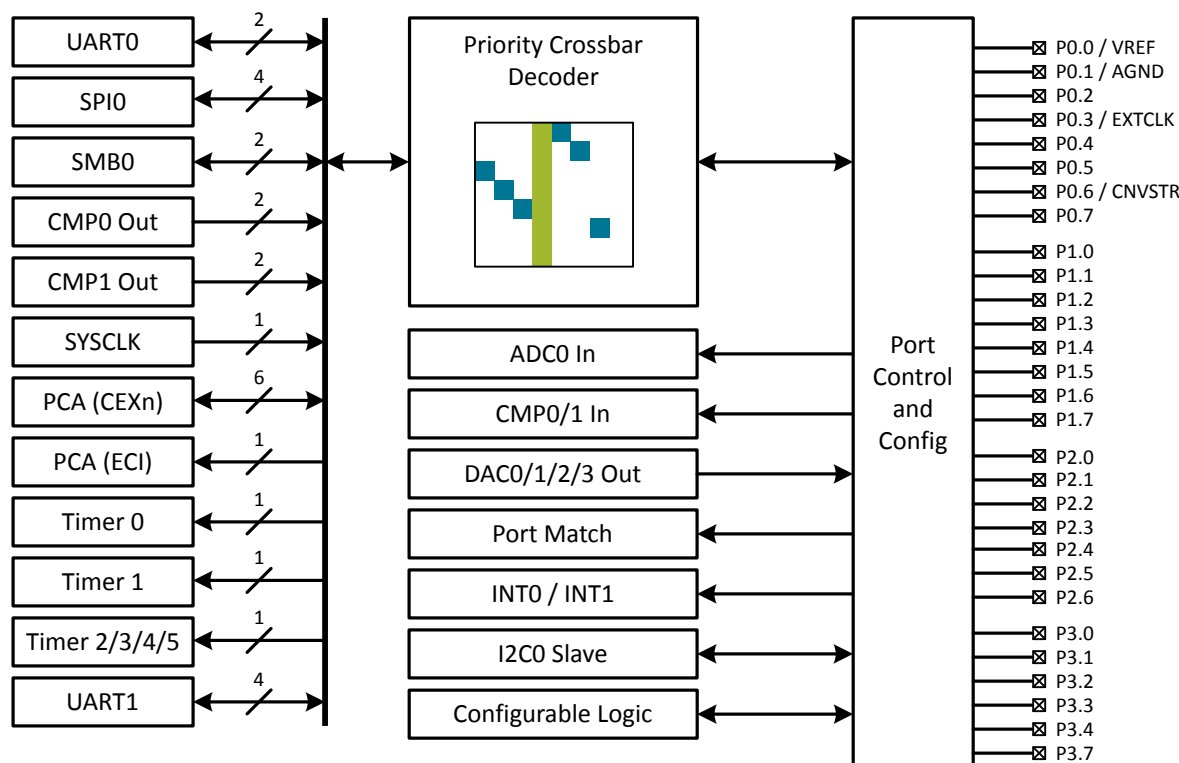 UART0
2
SPI0
4
SMB0
2
CMP0 Out
2
CMP1 Out
2
SYSCLK
1
PCA (CEXn)
6
PCA (ECI)
1
Timer 0
1
Timer 1
1
Timer 2/3/4/5
1
UART1
4
Priority Crossbar
Decoder
ADC0 In
CMP0/1 In
DAC0/1/2/3 Out
Port Match
INT0 / INT1
I2C0 Slave
Configurable Logic
Port
Control
and
Config
P0.0 / VREF
P0.1 / AGND
P0.2
P0.3 / EXTCLK
P0.4
P0.5
P0.6 / CNVSTR
P0.7
P1.0
P1.1
P1.2
P1.3
P1.4
P1.5
P1.6
P1.7
P2.0
P2.1
P2.2
P2.3
P2.4
P2.5
P2.6
P3.0
P3.1
P3.2
P3.3
P3.4
P3.7